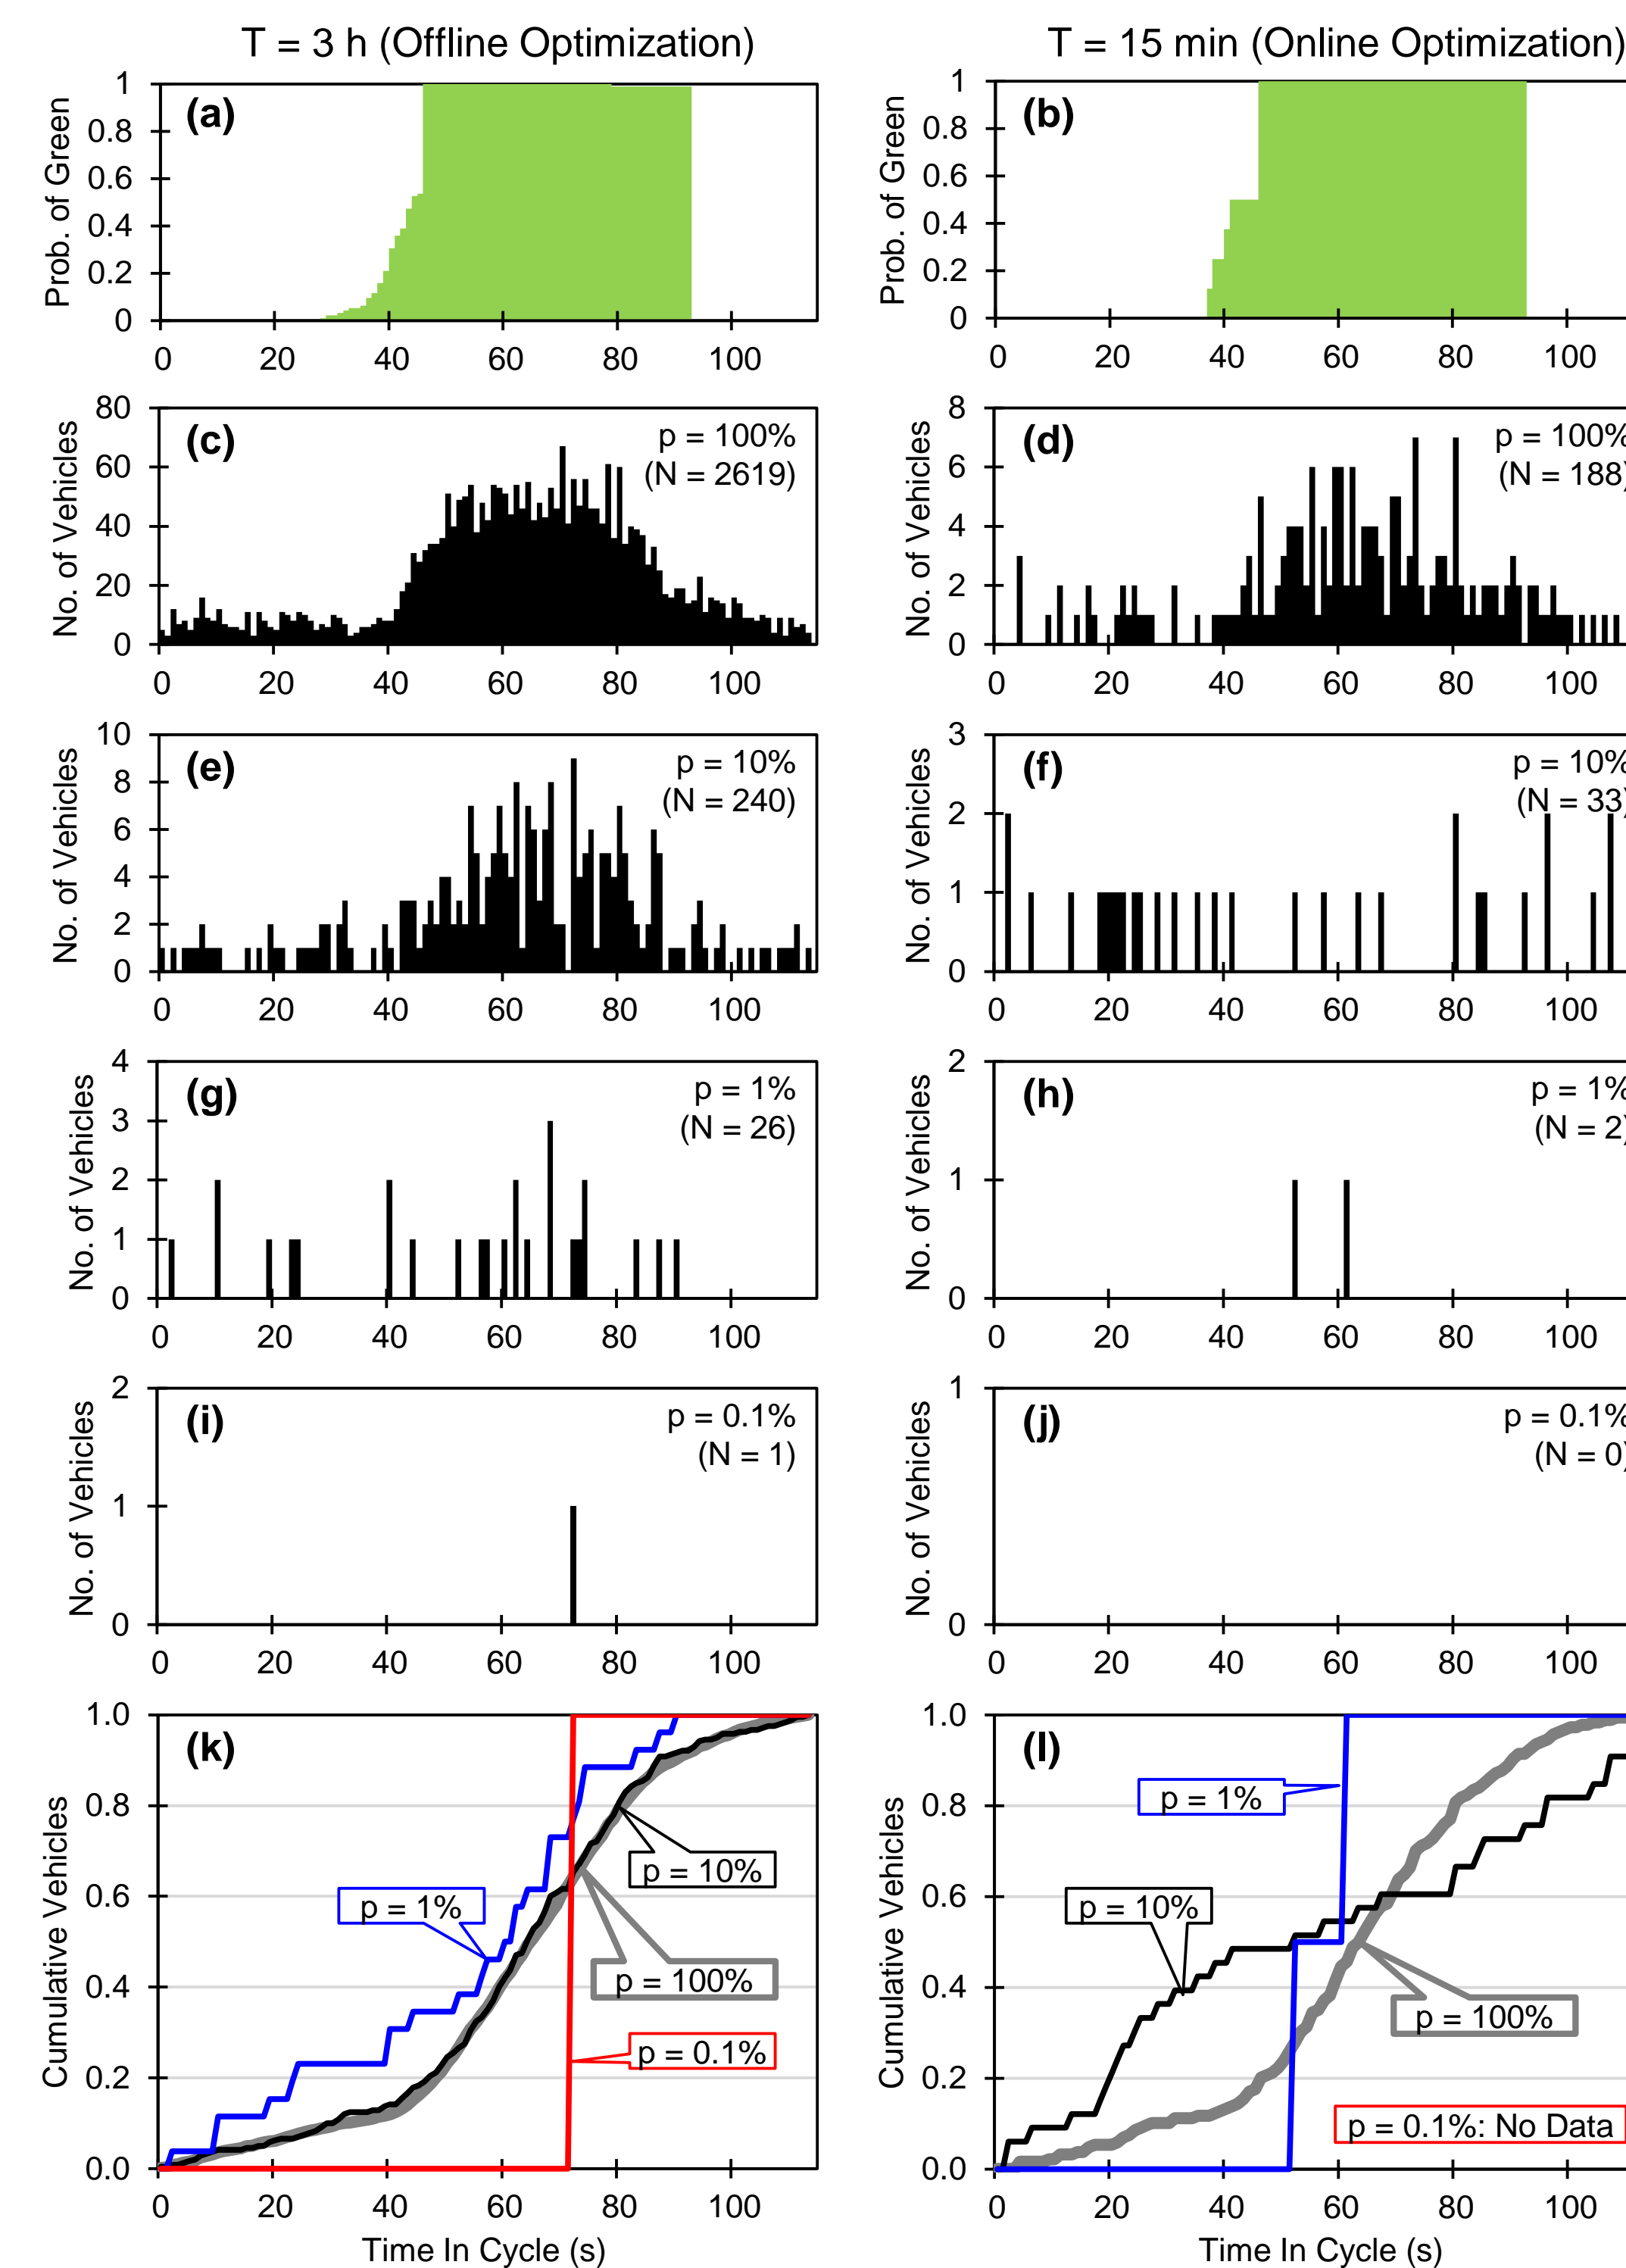 T = 3 h (Offline Optimization)
T = 15 min (Online Optimization)
Prob. of Green
1
0.8
0.6
0.4
0.2
0
(a)
0 20 40 60 80 100
Prob. of Green
1
0.8
0.6
0.4
0.2
0
(b)
0 20 40 60 80 100
No. of Vehicles
80
60
40
20
0
(c)
p = 100%
(N = 2619)
0 20 40 60 80 100
No. of Vehicles
8
6
4
2
0
(d)
p = 100%
(N = 188)
0 20 40 60 80 100
No. of Vehicles
10
8
6
4
2
0
(e)
p = 10%
(N = 240)
0 20 40 60 80 100
No. of Vehicles
3
2
1
0
(f)
p = 10%
(N = 33)
0 20 40 60 80 100
No. of Vehicles
4
3
2
1
0
(g)
p = 1%
(N = 26)
0 20 40 60 80 100
No. of Vehicles
2
1
0
(h)
p = 1%
(N = 2)
0 20 40 60 80 100
No. of Vehicles
2
1
0
(i)
p = 0.1%
(N = 1)
0 20 40 60 80 100
No. of Vehicles
1
0
(j)
p = 0.1%
(N = 0)
0 20 40 60 80 100
Cumulative Vehicles
1.0
0.8
0.6
0.4
0.2
0.0
(k)
p = 10%
p = 1%
p = 100%
p = 0.1%
0 20 40 60 80 100
Time In Cycle (s)
Cumulative Vehicles
1.0
0.8
0.6
0.4
0.2
0.0
(l)
p = 1%
p = 10%
p = 100%
p = 0.1%: No Data
0 20 40 60 80 100
Time In Cycle (s)